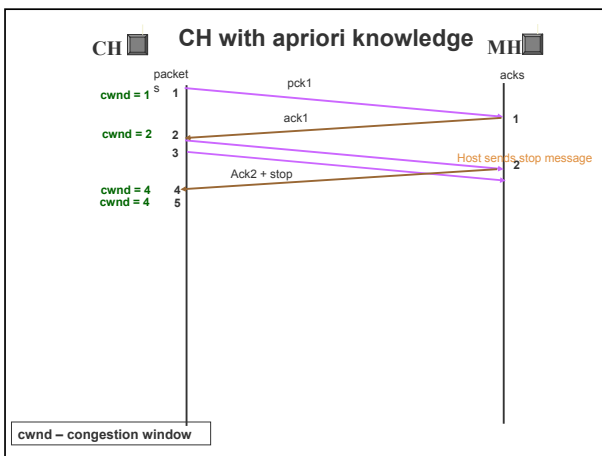 CH with apriori knowledge
CH
MH
packet
s
acks
cwnd = 1
1
pck1
1
ack1
cwnd = 2
2
3
Host sends stop message
2
Ack2 + stop
cwnd = 4
4
cwnd = 4
5
cwnd – congestion window